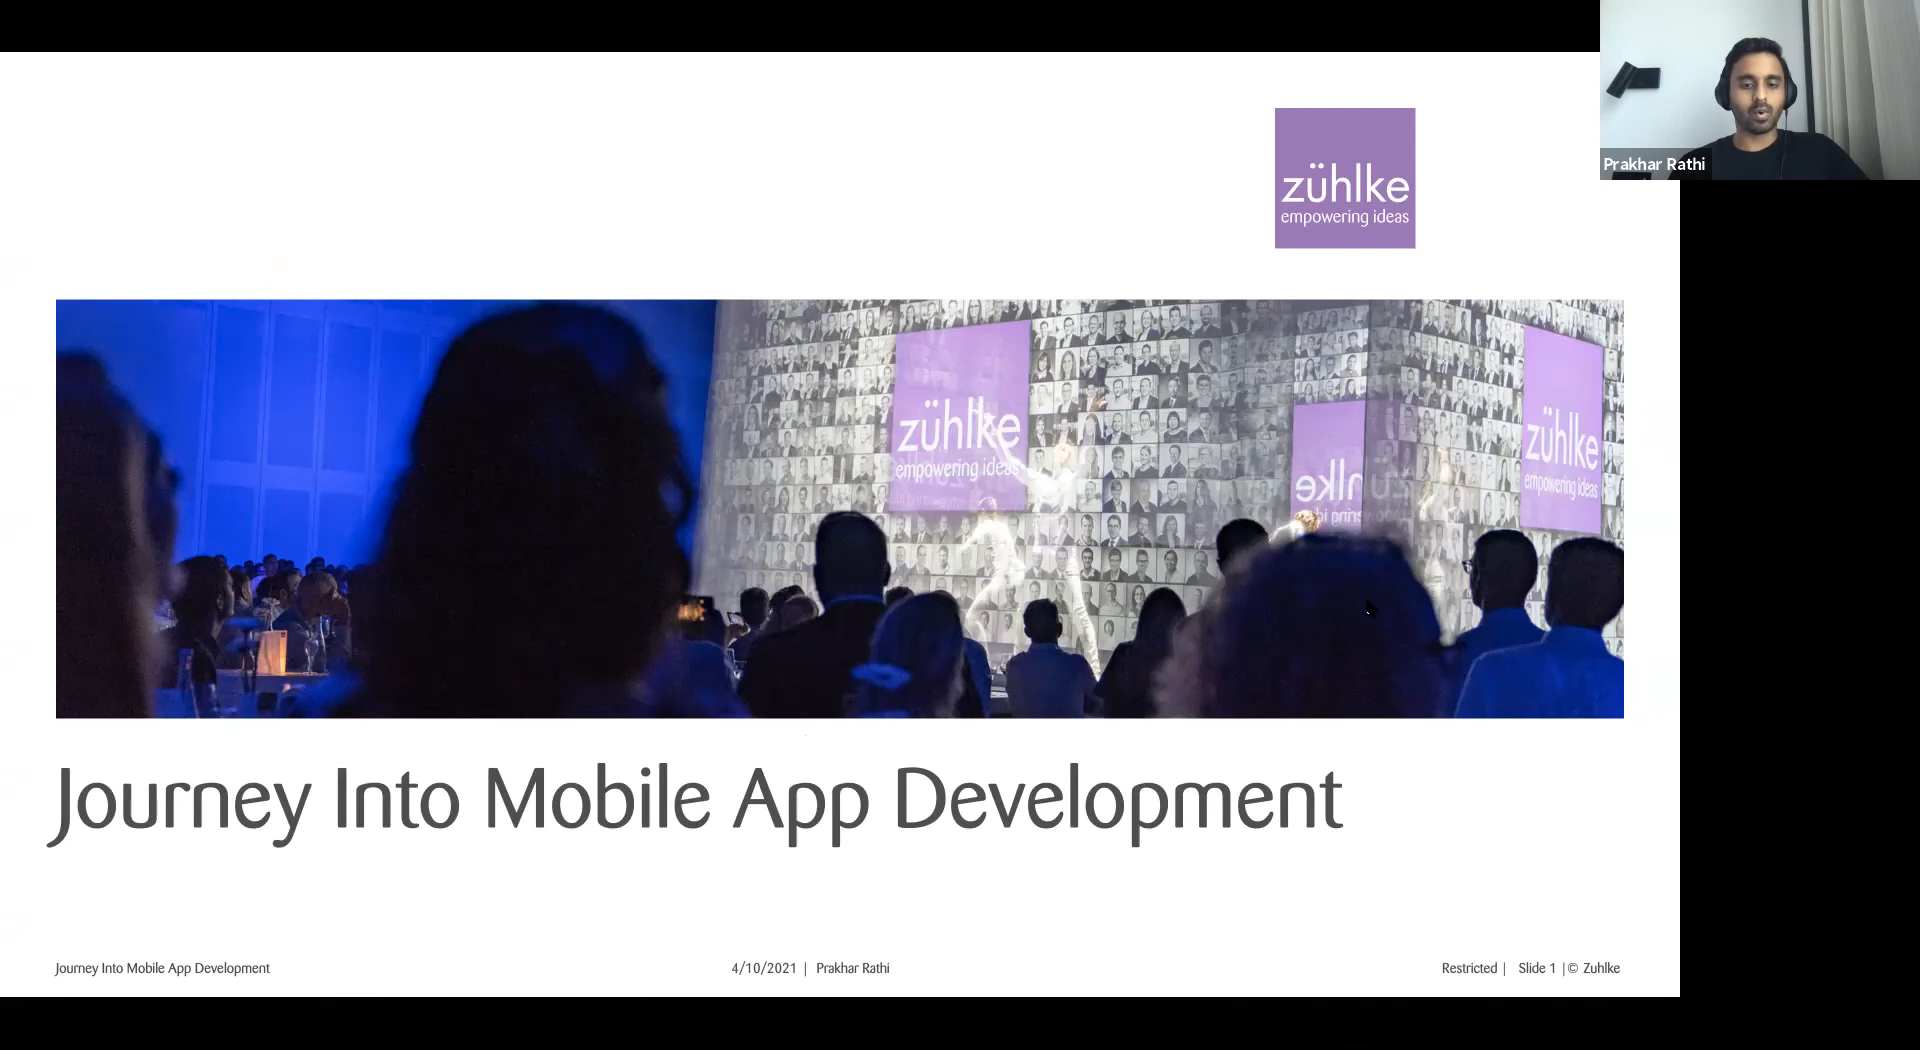 Prakhar Rathi
zühlke
empowering ideas
zühlke
empowering ideas
zühlke
empowering ideas
Journey Into Mobile App Development
Journey Into Mobile App Development
4/10/2021 | Prakhar Rathi
Restricted | Slide 1 | © Zuhlke